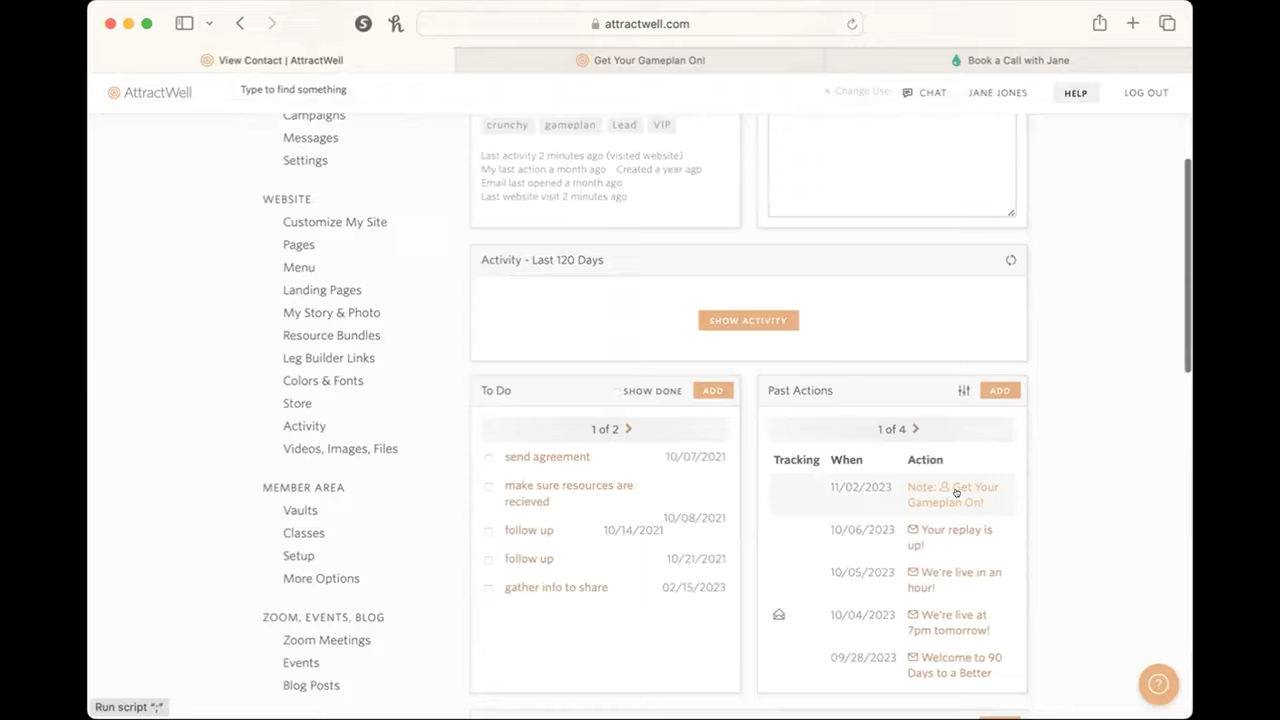 attractwell.com
View Contact | AttractWell
Get Your Gameplan On!
Book a Call with Jane
AttractWell
Type to find something
× Change Use:
CHAT
JANE JONES
HELP
LOG OUT
Campaigns
Messages
Settings
WEBSITE
Customize My Site
Pages
Menu
Landing Pages
My Story & Photo
Resource Bundles
Leg Builder Links
Colors & Fonts
Store
Activity
Videos, Images, Files
MEMBER AREA
Vaults
Classes
Setup
More Options
ZOOM, EVENTS, BLOG
Zoom Meetings
Events
Blog Posts
crunchy gameplan Lead VIP
Last activity 2 minutes ago (visited website)
My last action a month ago Created a year ago
Email last opened a month ago
Last website visit 2 minutes ago
Activity - Last 120 Days
SHOW ACTIVITY
To Do SHOW DONE ADD
1 of 2 >
send agreement 10/07/2021
make sure resources are
recieved
10/08/2021
follow up 10/14/2021
follow up 10/21/2021
gather info to share 02/15/2023
Past Actions ADD
1 of 4 >
Tracking When Action
11/02/2023 Note: Get Your
Gameplan On!
10/06/2023 Your replay is
up!
10/05/2023 We're live in an
hour!
10/04/2023 We're live at
7pm tomorrow!
09/28/2023 Welcome to 90
Days to a Better
?
Run script ";"